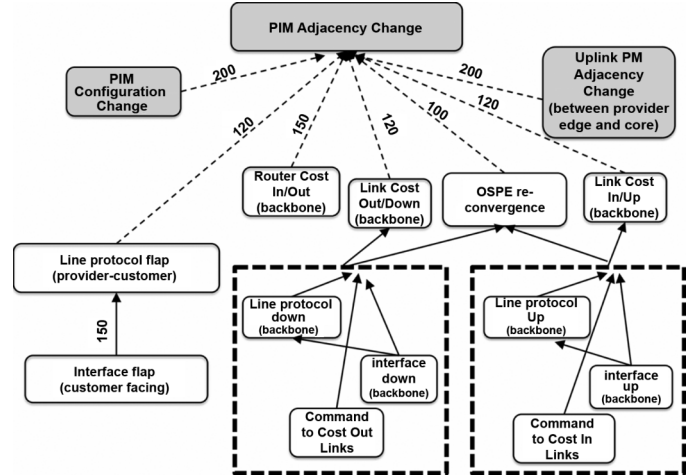 PIM Adjacency Change
PIM
Configuration
Change
200
120
150
120
100
200
120
Uplink PM
Adjacency
Change
(between provider
edge and core)
Router Cost
In/Out
(backbone)
Link Cost
Out/Down
(backbone)
OSPE re-
convergence
Link Cost
In/Up
(backbone)
Line protocol flap
(provider-customer)
150
Interface flap
(customer facing)
Line protocol
down
(backbone)
interface
down
(backbone)
Command
to Cost Out
Links
Line protocol
Up
(backbone)
interface
up
(backbone)
Command
to Cost In
Links